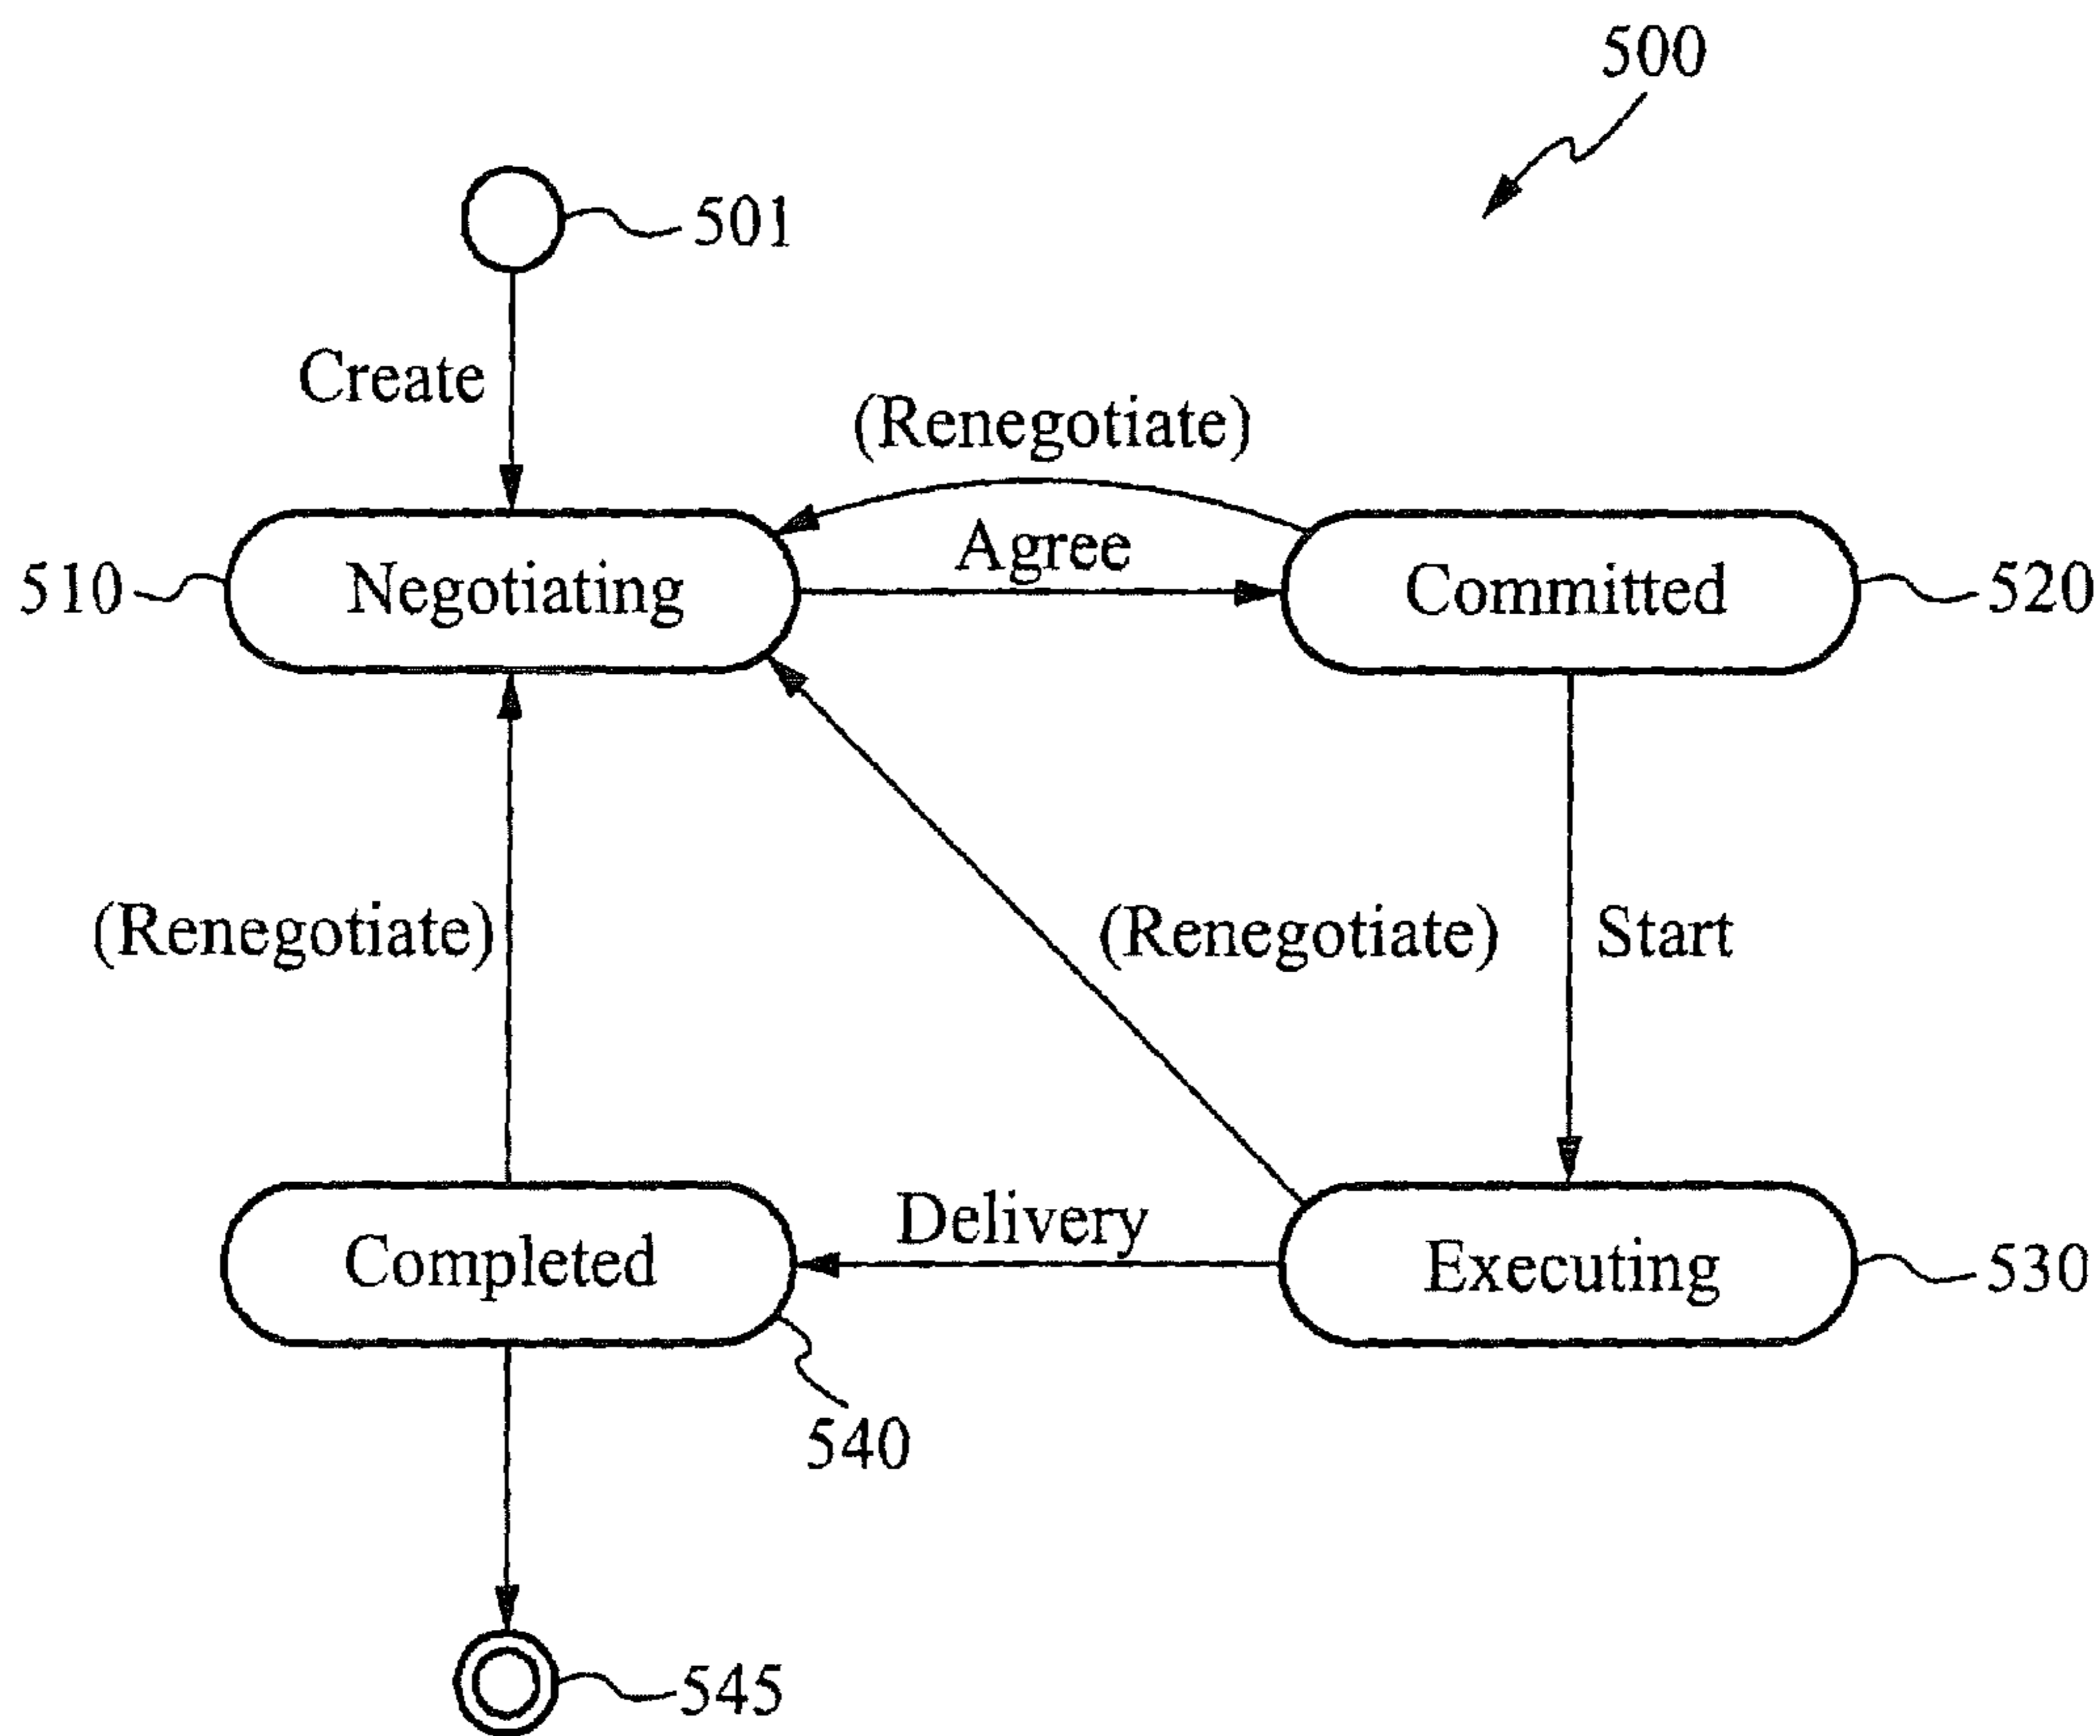 500
501
Create
(Renegotiate)
Agree
510
Negotiating
Committed
520
(Renegotiate)
(Renegotiate)
Start
Delivery
Completed
Executing
530
540
545